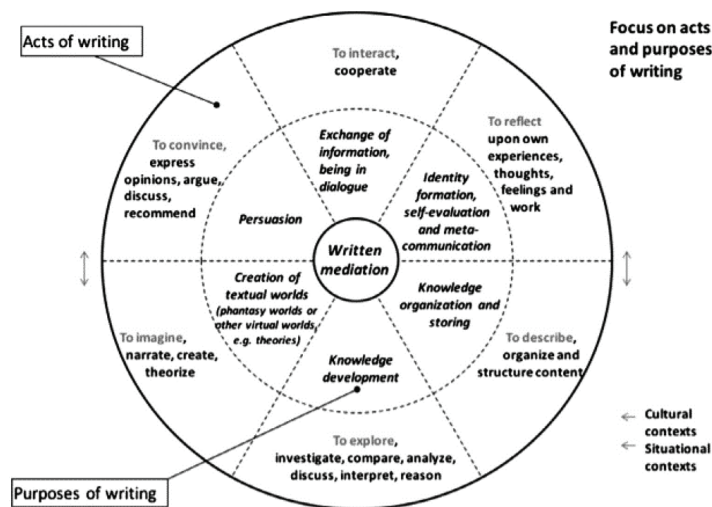 Focus on acts
and purposes
of writing
Acts of writing
To interact,
cooperate
To convince,
express
opinions, argue,
discuss,
recommend
To reflect
upon own
experiences,
thoughts,
feelings and
work
Exchange of
information,
being in
dialogue
Identity
formation,
self-evaluation
and meta-
communication
Persuasion
Written
mediation
Creation of
textual worlds
(phantasy worlds or
other virtual worlds,
e.g. theories)
Knowledge
organization and
storing
Knowledge
development
To imagine,
narrate, create,
theorize
To describe,
organize and
structure content
To explore,
investigate, compare, analyze,
discuss, interpret, reason
Cultural
contexts
Situational
contexts
Purposes of writing